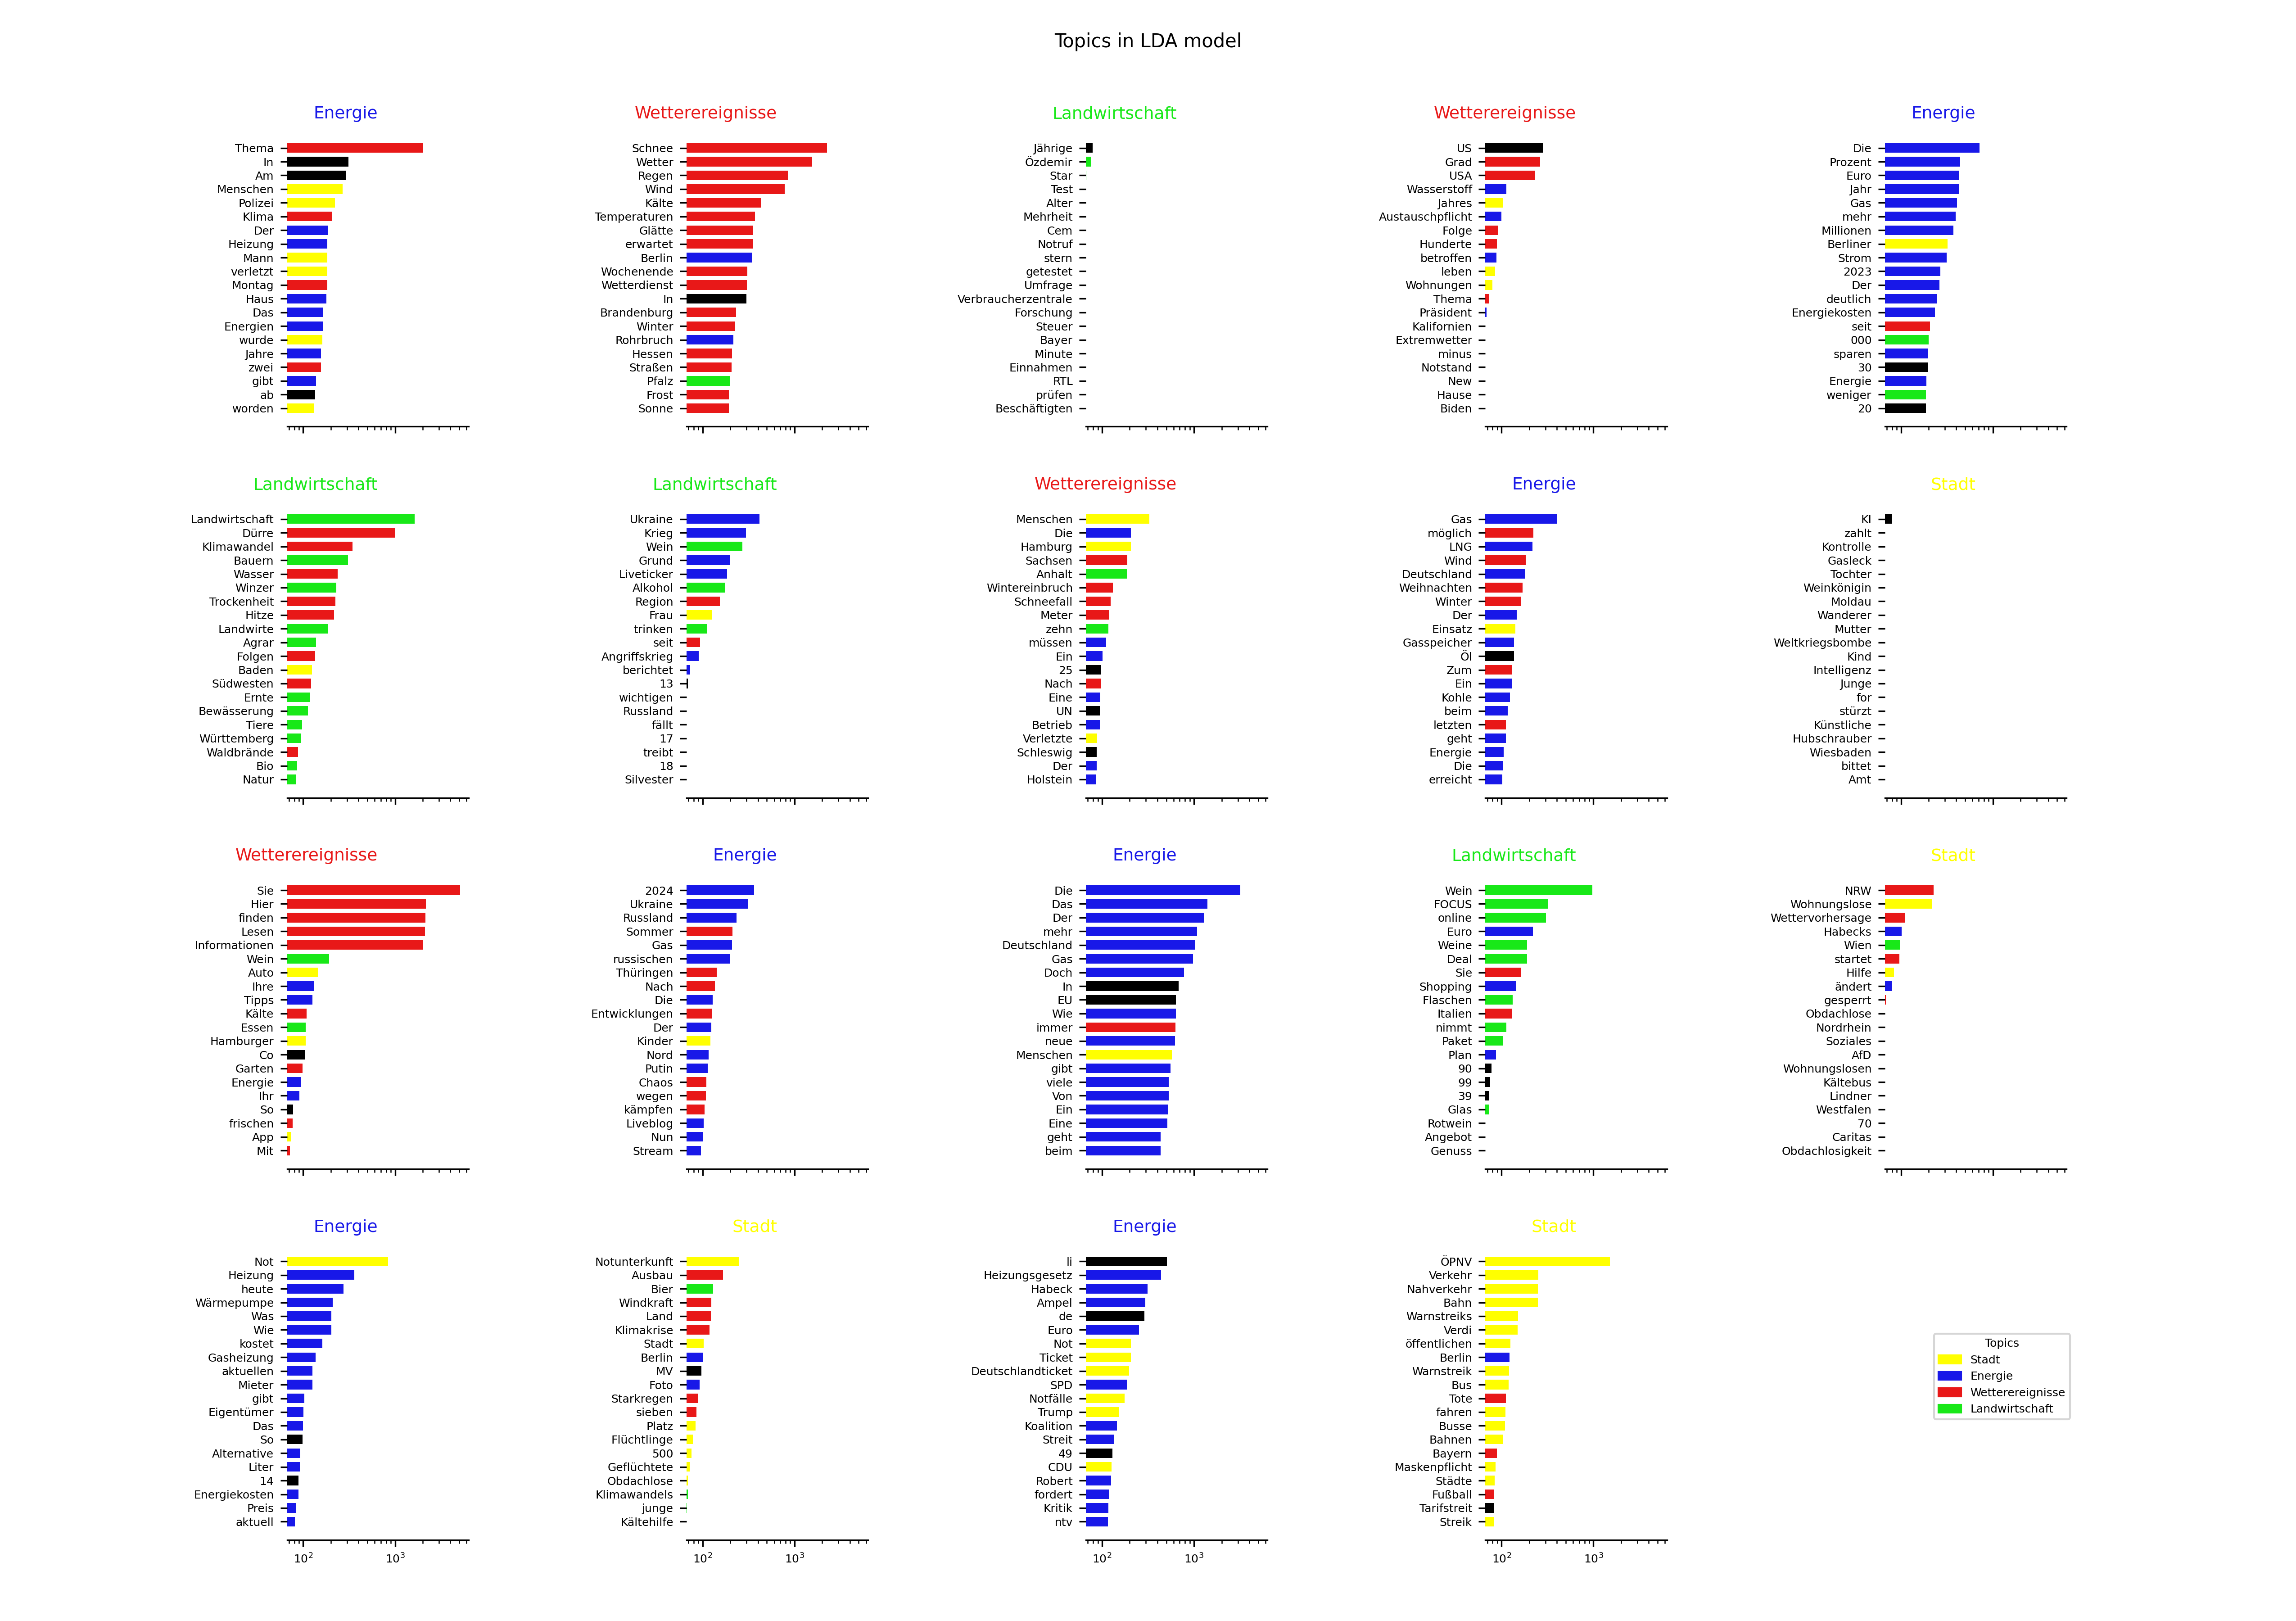 Topics in LDA model
Energie
Thema
In
Am
Menschen
Polizei
Klima
Der
Heizung
Mann
verletzt
Montag
Haus
Das
Energien
wurde
Jahre
zwei
gibt
ab
worden
Wetterereignisse
Schnee
Wetter
Regen
Wind
Kälte
Temperaturen
Glätte
erwartet
Berlin
Wochenende
Wetterdienst
In
Brandenburg
Winter
Rohrbruch
Hessen
Straßen
Pfalz
Frost
Sonne
Landwirtschaft
Jährige
Özdemir
Star
Test
Alter
Mehrheit
Cem
Notruf
stern
getestet
Umfrage
Verbraucherzentrale
Forschung
Steuer
Bayer
Minute
Einnahmen
RTL
prüfen
Beschäftigten
Wetterereignisse
US
Grad
USA
Wasserstoff
Jahres
Austauschpflicht
Folge
Hunderte
betroffen
leben
Wohnungen
Thema
Präsident
Kalifornien
Extremwetter
minus
Notstand
New
Hause
Biden
Energie
Die
Prozent
Euro
Jahr
Gas
mehr
Millionen
Berliner
Strom
2023
Der
deutlich
Energiekosten
seit
000
sparen
30
Energie
weniger
20
Landwirtschaft
Landwirtschaft
Dürre
Klimawandel
Bauern
Wasser
Winzer
Trockenheit
Hitze
Landwirte
Agrar
Folgen
Baden
Südwesten
Ernte
Bewässerung
Tiere
Württemberg
Waldbrände
Bio
Natur
Landwirtschaft
Ukraine
Krieg
Wein
Grund
Liveticker
Alkohol
Region
Frau
trinken
seit
Angriffskrieg
berichtet
13
wichtigen
Russland
fällt
17
treibt
18
Silvester
Wetterereignisse
Menschen
Die
Hamburg
Sachsen
Anhalt
Wintereinbruch
Schneefall
Meter
zehn
müssen
Ein
25
Nach
Eine
UN
Betrieb
Verletzte
Schleswig
Der
Holstein
Energie
Gas
möglich
LNG
Wind
Deutschland
Weihnachten
Winter
Der
Einsatz
Gasspeicher
Öl
Zum
Ein
Kohle
beim
letzten
geht
Energie
Die
erreicht
Stadt
KI
zahlt
Kontrolle
Gasleck
Tochter
Weinkönigin
Moldau
Wanderer
Mutter
Weltkriegsbombe
Kind
Intelligenz
Junge
for
stürzt
Künstliche
Hubschrauber
Wiesbaden
bittet
Amt
Wetterereignisse
Sie
Hier
finden
Lesen
Informationen
Wein
Auto
Ihre
Tipps
Kälte
Essen
Hamburger
Co
Garten
Energie
Ihr
So
frischen
App
Mit
Energie
2024
Ukraine
Russland
Sommer
Gas
russischen
Thüringen
Nach
Die
Entwicklungen
Der
Kinder
Nord
Putin
Chaos
wegen
kämpfen
Liveblog
Nun
Stream
Energie
Die
Das
Der
mehr
Deutschland
Gas
Doch
In
EU
Wie
immer
neue
Menschen
gibt
viele
Von
Ein
Eine
geht
beim
Landwirtschaft
Wein
FOCUS
online
Euro
Weine
Deal
Sie
Shopping
Flaschen
Italien
nimmt
Paket
Plan
90
99
39
Glas
Rotwein
Angebot
Genuss
Stadt
NRW
Wohnungslose
Wettervorhersage
Habecks
Wien
startet
Hilfe
ändert
gesperrt
Obdachlose
Nordrhein
Soziales
AfD
Wohnungslosen
Kältebus
Lindner
Westfalen
70
Caritas
Obdachlosigkeit
Energie
Not
Heizung
heute
Wärmepumpe
Was
Wie
kostet
Gasheizung
aktuellen
Mieter
gibt
Eigentümer
Das
So
Alternative
Liter
14
Energiekosten
Preis
aktuell
10² 10³
Stadt
Notunterkunft
Ausbau
Bier
Windkraft
Land
Klimakrise
Stadt
Berlin
MV
Foto
Starkregen
sieben
Platz
Flüchtlinge
500
Geflüchtete
Obdachlose
Klimawandels
junge
Kältehilfe
10² 10³
Energie
li
Heizungsgesetz
Habeck
Ampel
de
Euro
Not
Ticket
Deutschlandticket
SPD
Notfälle
Trump
Koalition
Streit
49
CDU
Robert
fordert
Kritik
ntv
10² 10³
Stadt
ÖPNV
Verkehr
Nahverkehr
Bahn
Warnstreiks
Verdi
öffentlichen
Berlin
Warnstreik
Bus
Tote
fahren
Busse
Bahnen
Bayern
Maskenpflicht
Städte
Fußball
Tarifstreit
Streik
10² 10³
Topics
Stadt
Energie
Wetterereignisse
Landwirtschaft